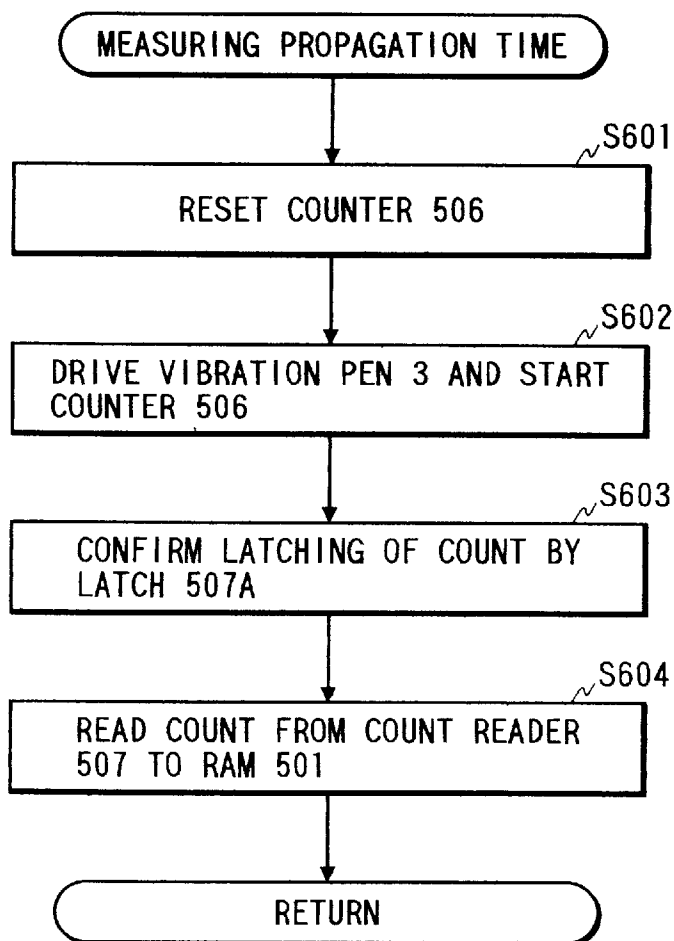 MEASURING PROPAGATION TIME
S601
RESET COUNTER 506
S602
DRIVE VIBRATION PEN 3 AND START
COUNTER 506
S603
CONFIRM LATCHING OF COUNT BY
LATCH 507A
S604
READ COUNT FROM COUNT READER
507 TO RAM 501
RETURN